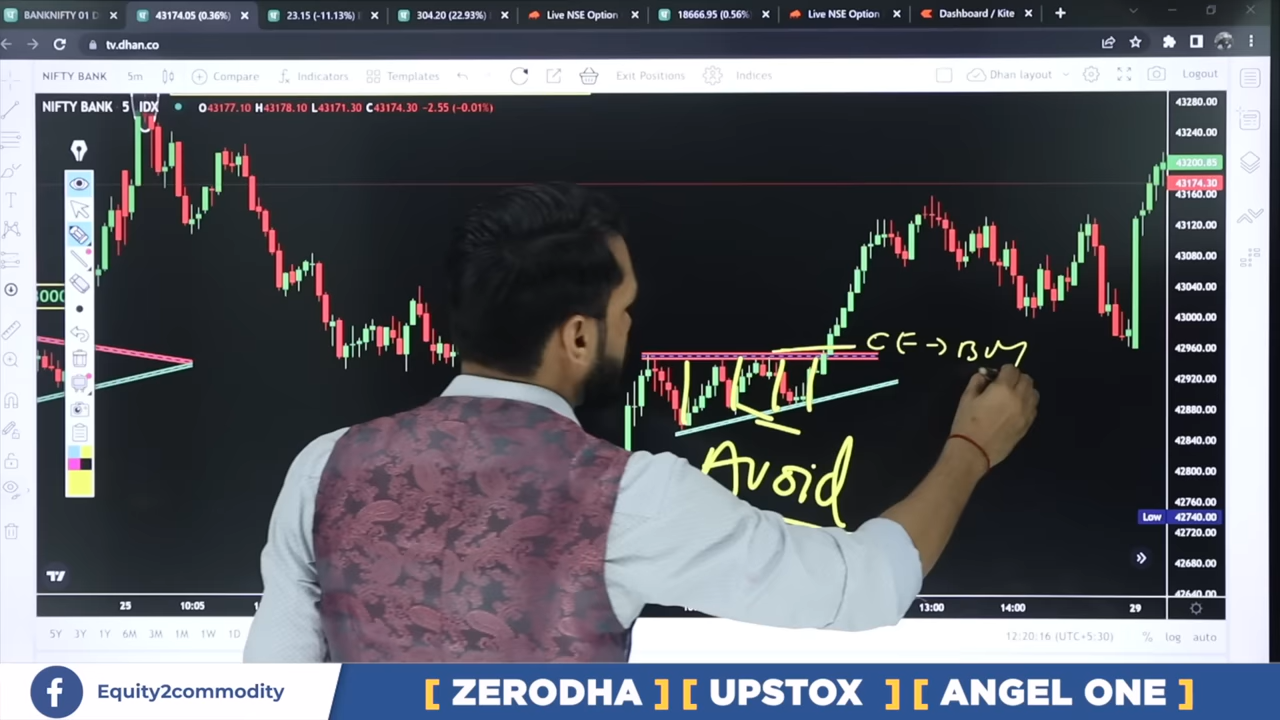 BANKNIFTY 01 D
43174.05 (0.36%)
23.15 (-11.13%)
304.20 (22.93%)
Live NSE Option
18666.95 (0.56%
Live NSE Option
Dashboard / Kite
tv.dhan.co
NIFTY BANK 5m Compare Indicators Templates Exit Positions Indices Dhan layout Logout
NIFTY BANK 5 IDX O43177.10 H43178.10 L43171.30 C43174.30 -2.55 (-0.01%)
43280.00
43240.00
43200.85
43174.30
43160.00
43120.00
43080.00
43040.00
43000.00
42960.00
42920.00
42880.00
42840.00
42800.00
42760.00
Low 42740.00
42720.00
42680.00
42640.00
CE → BUY
Avoid
25 10:05 13:00 14:00 29
5Y 3Y 1Y 6M 3M 1M 1W 1D
12:20:16 (UTC+5:30) % log auto
Equity2commodity
[ ZERODHA ] [ UPSTOX ] [ ANGEL ONE ]